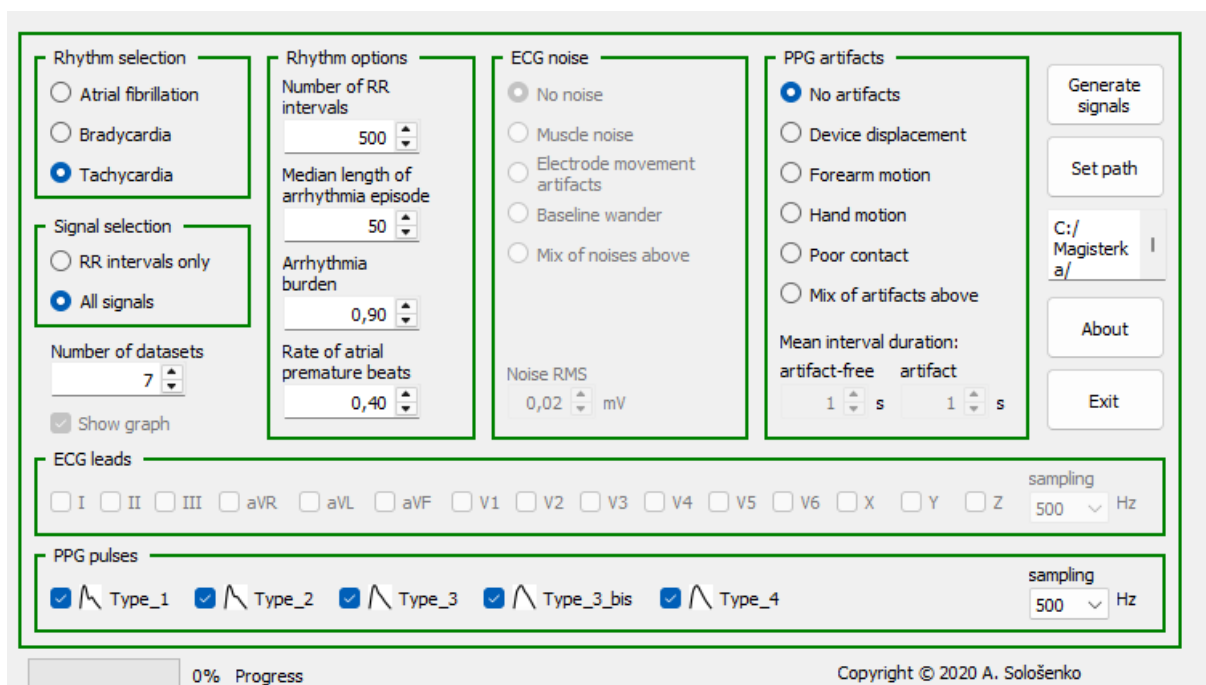 Rhythm selection
Atrial fibrillation
Bradycardia
Tachycardia
Signal selection
RR intervals only
All signals
Number of datasets
7
Show graph
Rhythm options
Number of RR
intervals
500
Median length of
arrhythmia episode
50
Arrhythmia
burden
0,90
Rate of atrial
premature beats
0,40
ECG noise
No noise
Muscle noise
Electrode movement
artifacts
Baseline wander
Mix of noises above
Noise RMS
0,02 mV
PPG artifacts
No artifacts
Device displacement
Forearm motion
Hand motion
Poor contact
Mix of artifacts above
Mean interval duration:
artifact-free artifact
1 s 1 s
Generate
signals
Set path
C:/
Magisterk
a/
About
Exit
ECG leads
sampling
I II III aVR aVL aVF V1 V2 V3 V4 V5 V6 X Y Z 500 Hz
PPG pulses
sampling
Type_1 Type_2 Type_3 Type_3_bis Type_4 500 Hz
0% Progress
Copyright © 2020 A. Sološenko